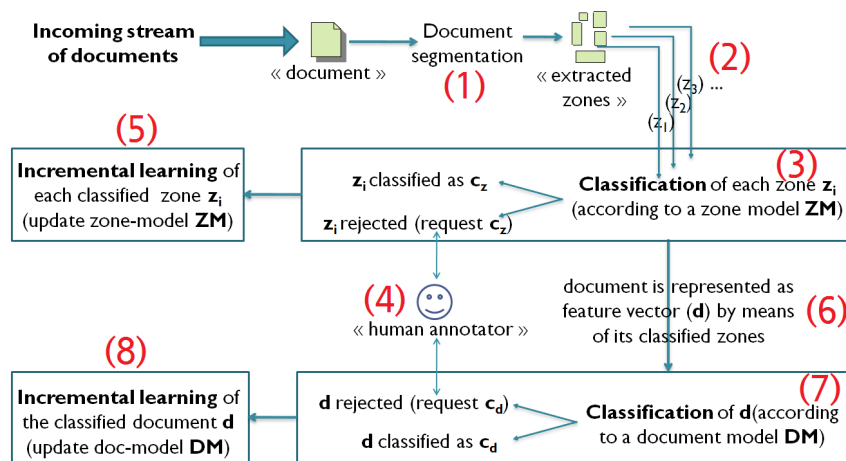 Incoming stream
of documents
« document »
Document
segmentation
(1)
« extracted
zones »
(2)
(z₁)
(z₂)
(z₃) ...
(3)
Classification of each zone zᵢ
(according to a zone model ZM)
zᵢ classified as c_z
zᵢ rejected (request c_z)
(4)
« human annotator »
(5)
Incremental learning of
each classified zone zᵢ
(update zone-model ZM)
(6)
document is represented as
feature vector (d) by means
of its classified zones
(7)
Classification of d(according
to a document model DM)
d rejected (request c_d)
d classified as c_d
(8)
Incremental learning of
the classified document d
(update doc-model DM)